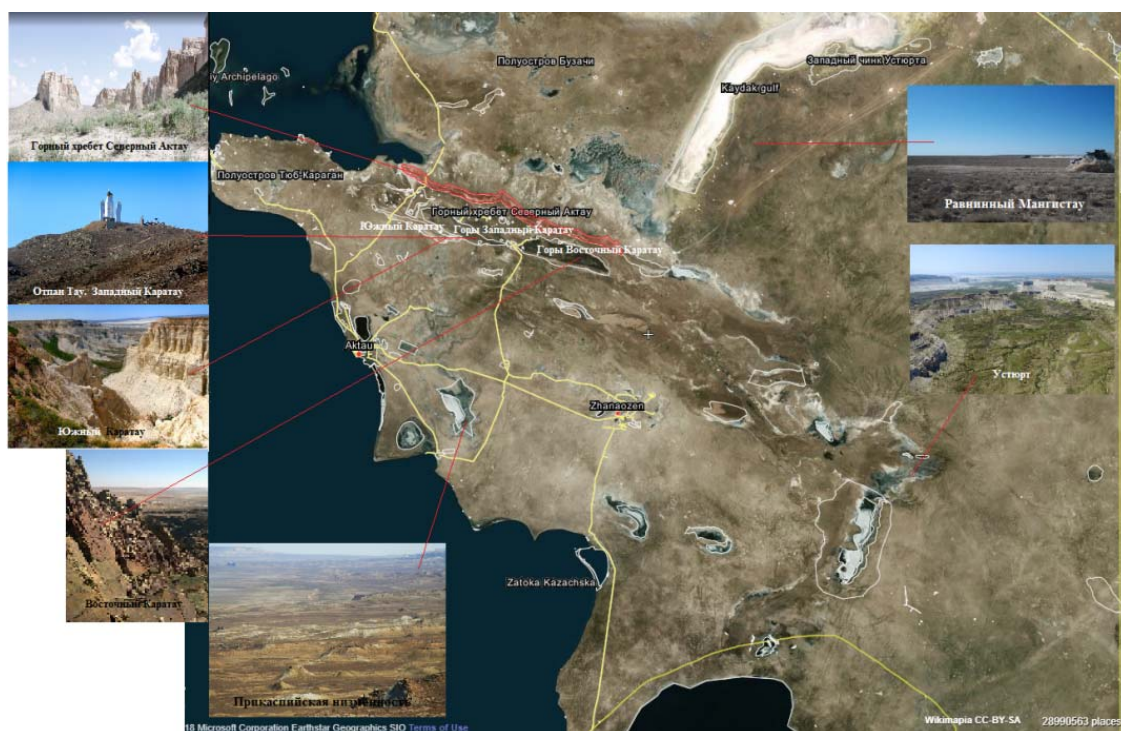 Полуостров Бузачи
Западный чинк Устюрта
iy Archipelago
Kaydak gulf
Горный хребет Северный Актау
Полуостров Тюб-Караган
Равнинный Мангистау
Горный хребет Северный Актау
Южный Каратау
Горы Западный Каратау
Горы Восточный Каратау
Отпан Тау. Западный Каратау
Aktau
Устюрт
Zhanaozen
Южный Каратау
Zatoka Kazachska
Восточный Каратау
Прикаспийская низменность
18 Microsoft Corporation Earthstar Geographics SIO Terms of Use
Wikimapia CC-BY-SA 28990563 places